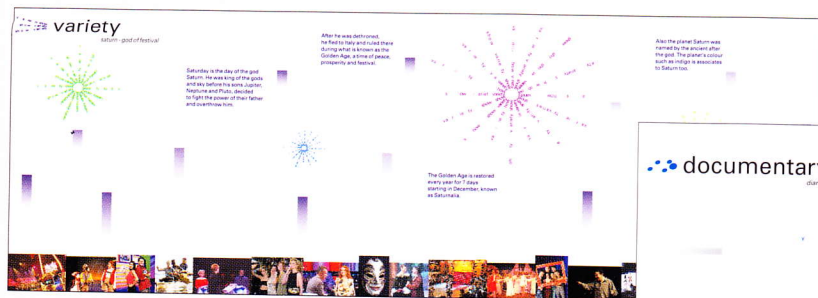 variety
saturn - god of festival
Saturday is the day of the god
Saturn. He was king of the gods
and sky before his sons Jupiter,
Neptune and Pluto, decided
to fight the power of their father
and overthrow him.
After he was dethroned,
he fled to Italy and ruled there
during what is known as the
Golden Age; a time of peace,
prosperity and festival.
The Golden Age is restored
every year for 7 days
starting in December, known
as Saturnalia.
Also the planet Saturn was
named by the ancient after
the god. The planet's colour
such as indigo is associates
to Saturn too.
documentar
dian